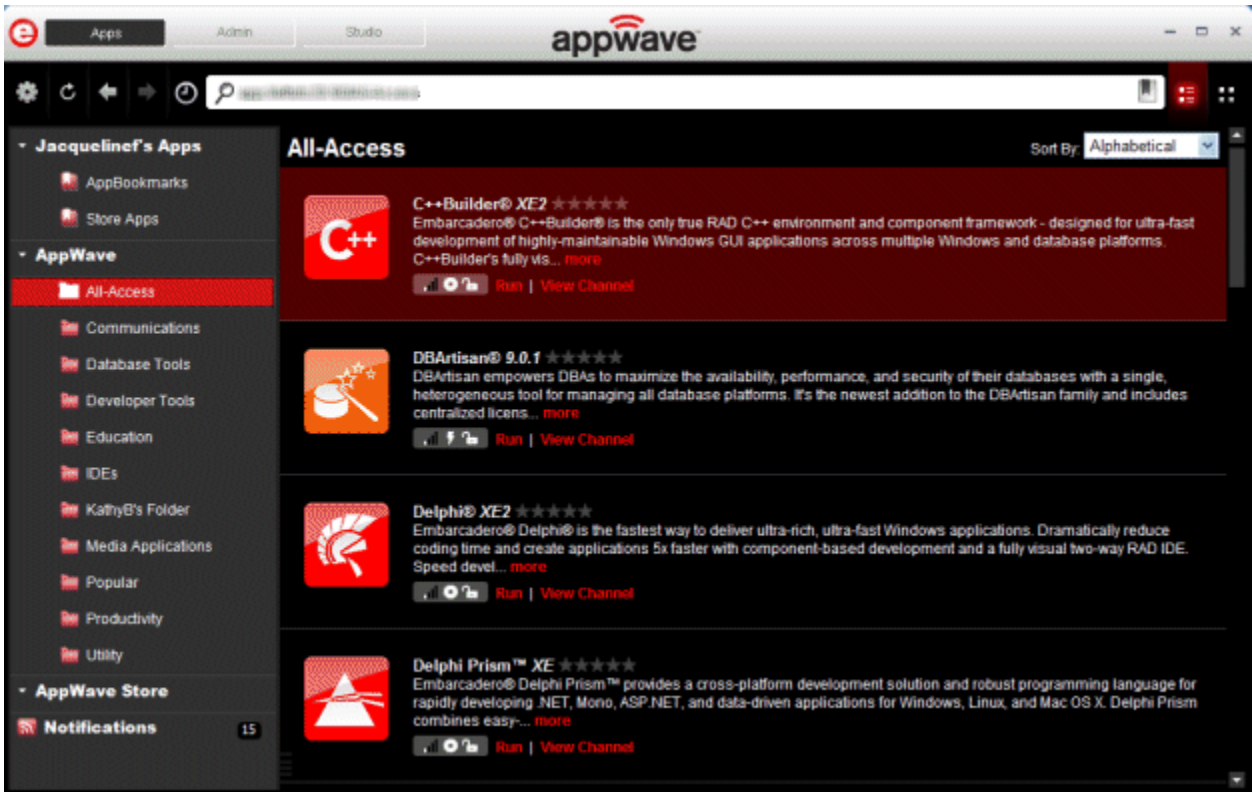 e
Apps Admin Studio appwave
Jacquelinef's Apps
AppBookmarks
Store Apps
AppWave
All-Access
Communications
Database Tools
Developer Tools
Education
IDEs
KathyB's Folder
Media Applications
Popular
Productivity
Utility
AppWave Store
Notifications 15
All-Access
Sort By: Alphabetical
C++
C++Builder® XE2
Embarcadero® C++Builder® is the only true RAD C++ environment and component framework - designed for ultra-fast
development of highly-maintainable Windows GUI applications across multiple Windows and database platforms.
C++Builder's fully vis... more
Run | View Channel
DBArtisan® 9.0.1
DBArtisan empowers DBAs to maximize the availability, performance, and security of their databases with a single,
heterogeneous tool for managing all database platforms. It's the newest addition to the DBArtisan family and includes
centralized licens... more
Run | View Channel
Delphi® XE2
Embarcadero® Delphi® is the fastest way to deliver ultra-rich, ultra-fast Windows applications. Dramatically reduce
coding time and create applications 5x faster with component-based development and a fully visual two-way RAD IDE.
Speed devel... more
Run | View Channel
Delphi Prism™ XE
Embarcadero® Delphi Prism™ provides a cross-platform development solution and robust programming language for
rapidly developing .NET, Mono, ASP.NET, and data-driven applications for Windows, Linux, and Mac OS X. Delphi Prism
combines easy-... more
Run | View Channel